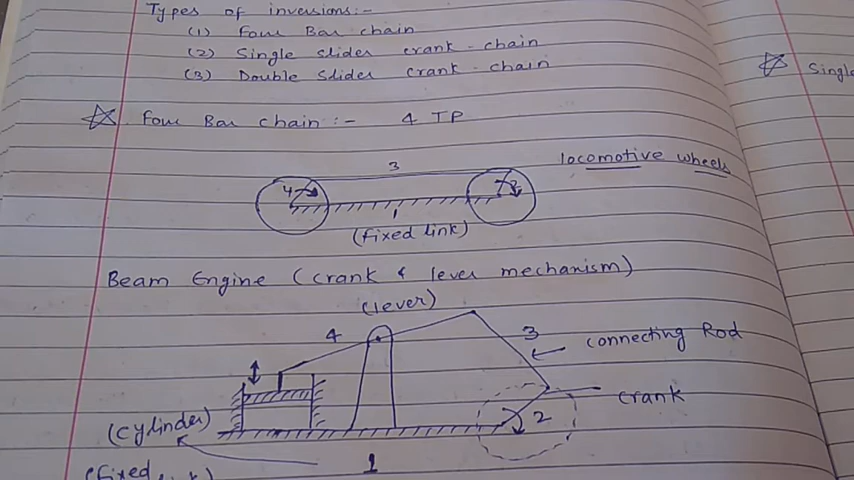 Types of inversions:-
(1) Four Bar chain
(2) Single slider crank-chain
(3) Double Slider crank-chain
Single
Four Bar chain :- 4 TP
3
locomotive wheels
4
2
1
(fixed link)
Beam Engine (crank & lever mechanism)
(lever)
4
3
connecting Rod
crank
(cylinder)
2
1
(fixed